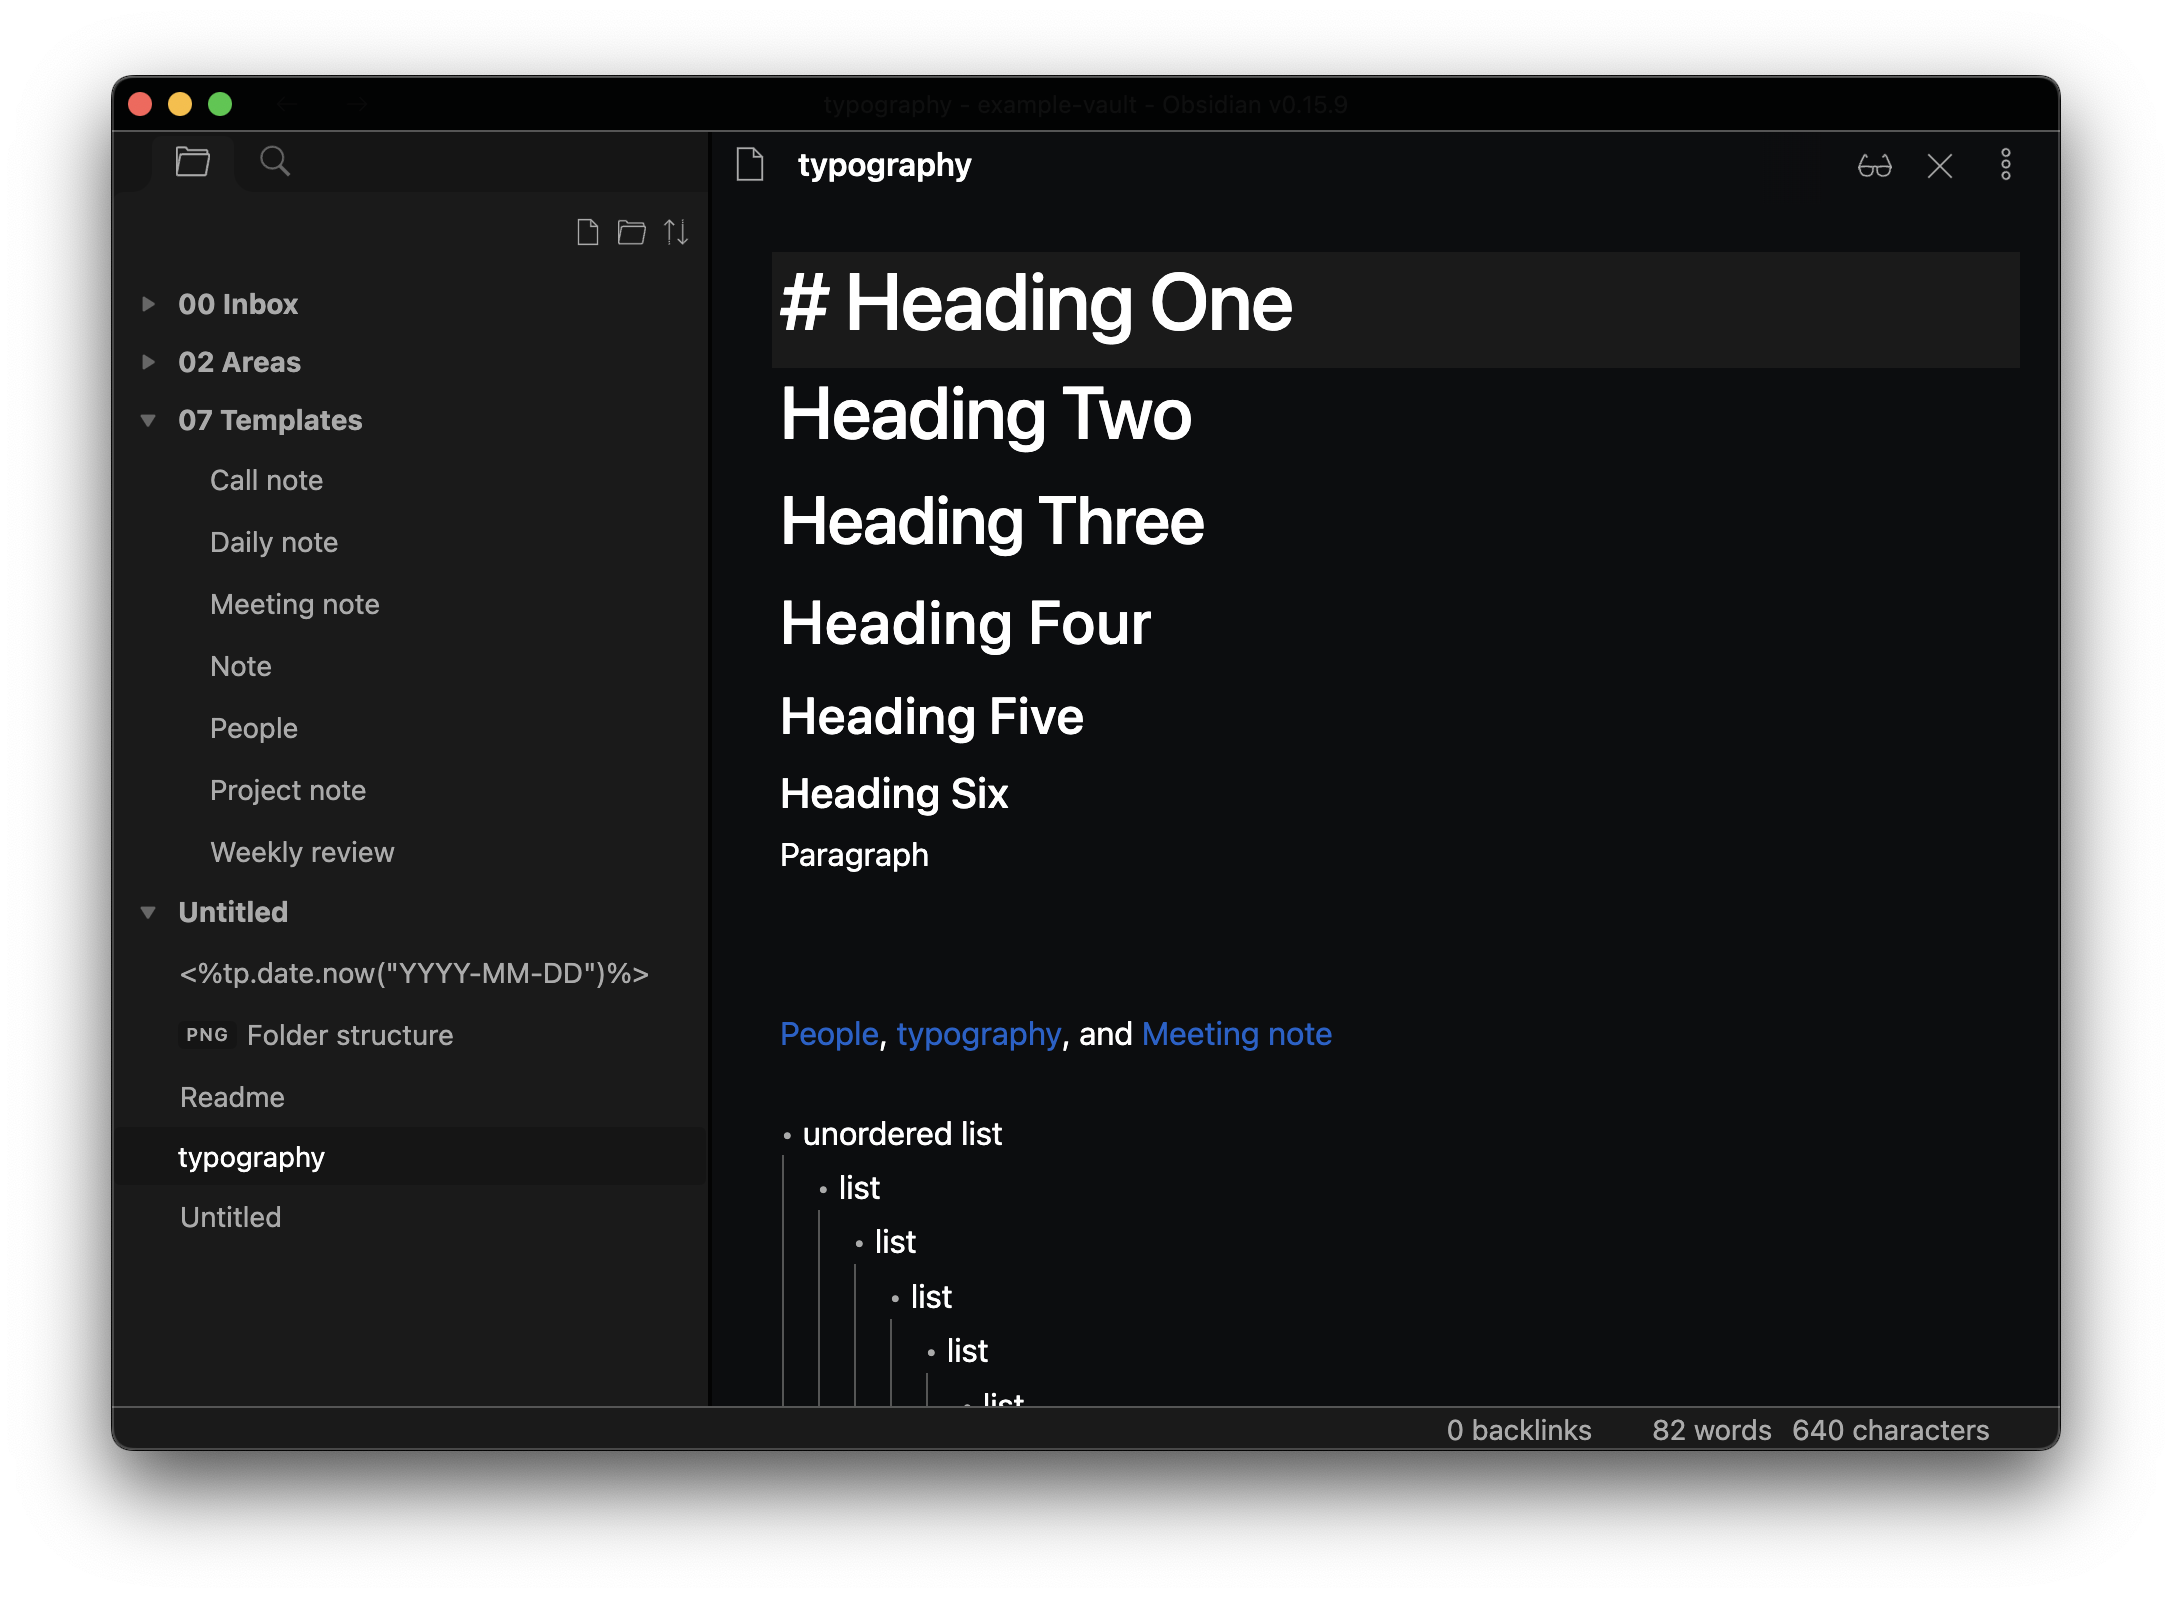 typography - example-vault - Obsidian v0.15.9
typography
00 Inbox
02 Areas
07 Templates
Call note
Daily note
Meeting note
Note
People
Project note
Weekly review
Untitled
<%tp.date.now("YYYY-MM-DD")%>
PNG Folder structure
Readme
typography
Untitled
# Heading One
Heading Two
Heading Three
Heading Four
Heading Five
Heading Six
Paragraph
People, typography, and Meeting note
• unordered list
• list
• list
• list
• list
• list
0 backlinks 82 words 640 characters